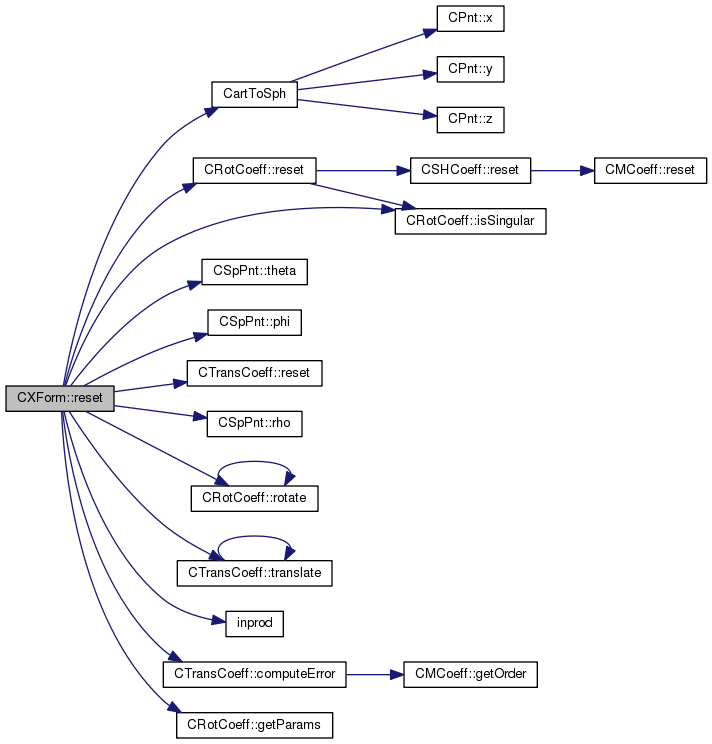 CPnt::x
CPnt::y
CartToSph
CPnt::z
CRotCoeff::reset
CSHCoeff::reset
CMCoeff::reset
CRotCoeff::isSingular
CSpPnt::theta
CSpPnt::phi
CTransCoeff::reset
CXForm::reset
CSpPnt::rho
CRotCoeff::rotate
CTransCoeff::translate
inprod
CTransCoeff::computeError
CMCoeff::getOrder
CRotCoeff::getParams